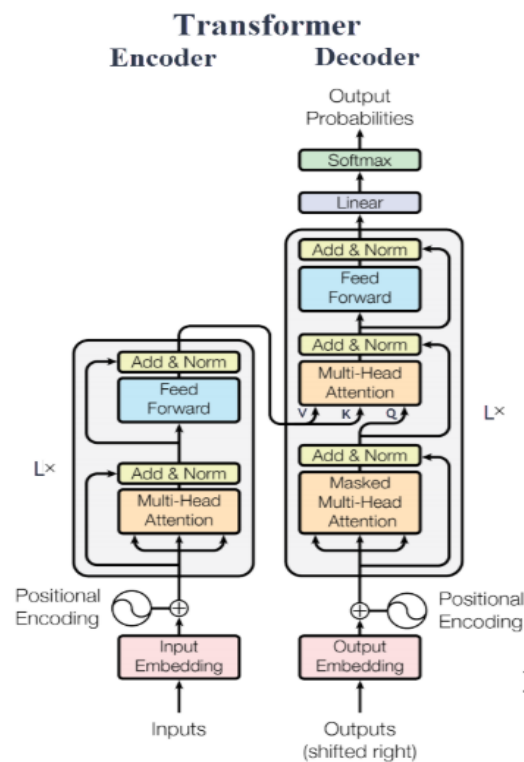 Transformer
Encoder
Decoder
Output
Probabilities
Softmax
Linear
Add & Norm
Feed
Forward
Add & Norm
Multi-Head
Attention
V
K
Q
Add & Norm
Masked
Multi-Head
Attention
L×
Add & Norm
Feed
Forward
Add & Norm
Multi-Head
Attention
L×
Positional
Encoding
Positional
Encoding
Input
Embedding
Output
Embedding
Inputs
Outputs
(shifted right)